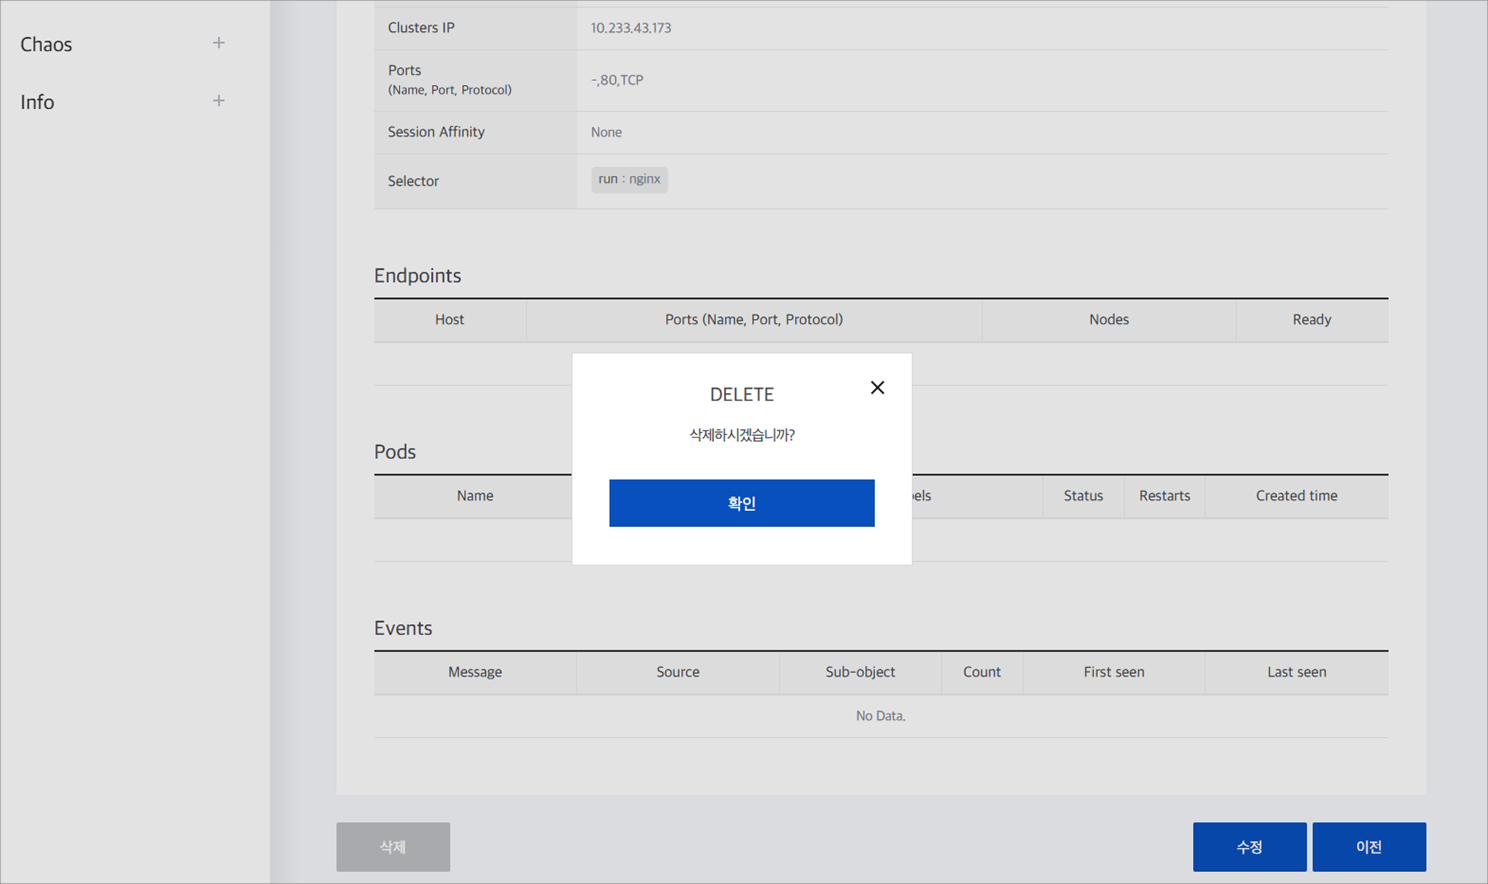 Chaos
Info
Clusters IP 10.233.43.173
Ports
(Name, Port, Protocol) -,80,TCP
Session Affinity None
Selector run : nginx
Endpoints
Host Ports (Name, Port, Protocol) Nodes Ready
DELETE
삭제하시겠습니까?
확인
Pods
Name Status Restarts Created time
Events
Message Source Sub-object Count First seen Last seen
No Data.
삭제 수정 이전